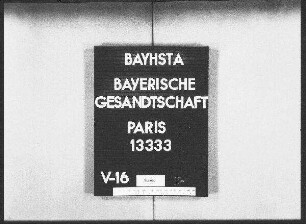 BAYHSTA
BAYERISCHE
GESANDTSCHAFT
PARIS
13333
V-16